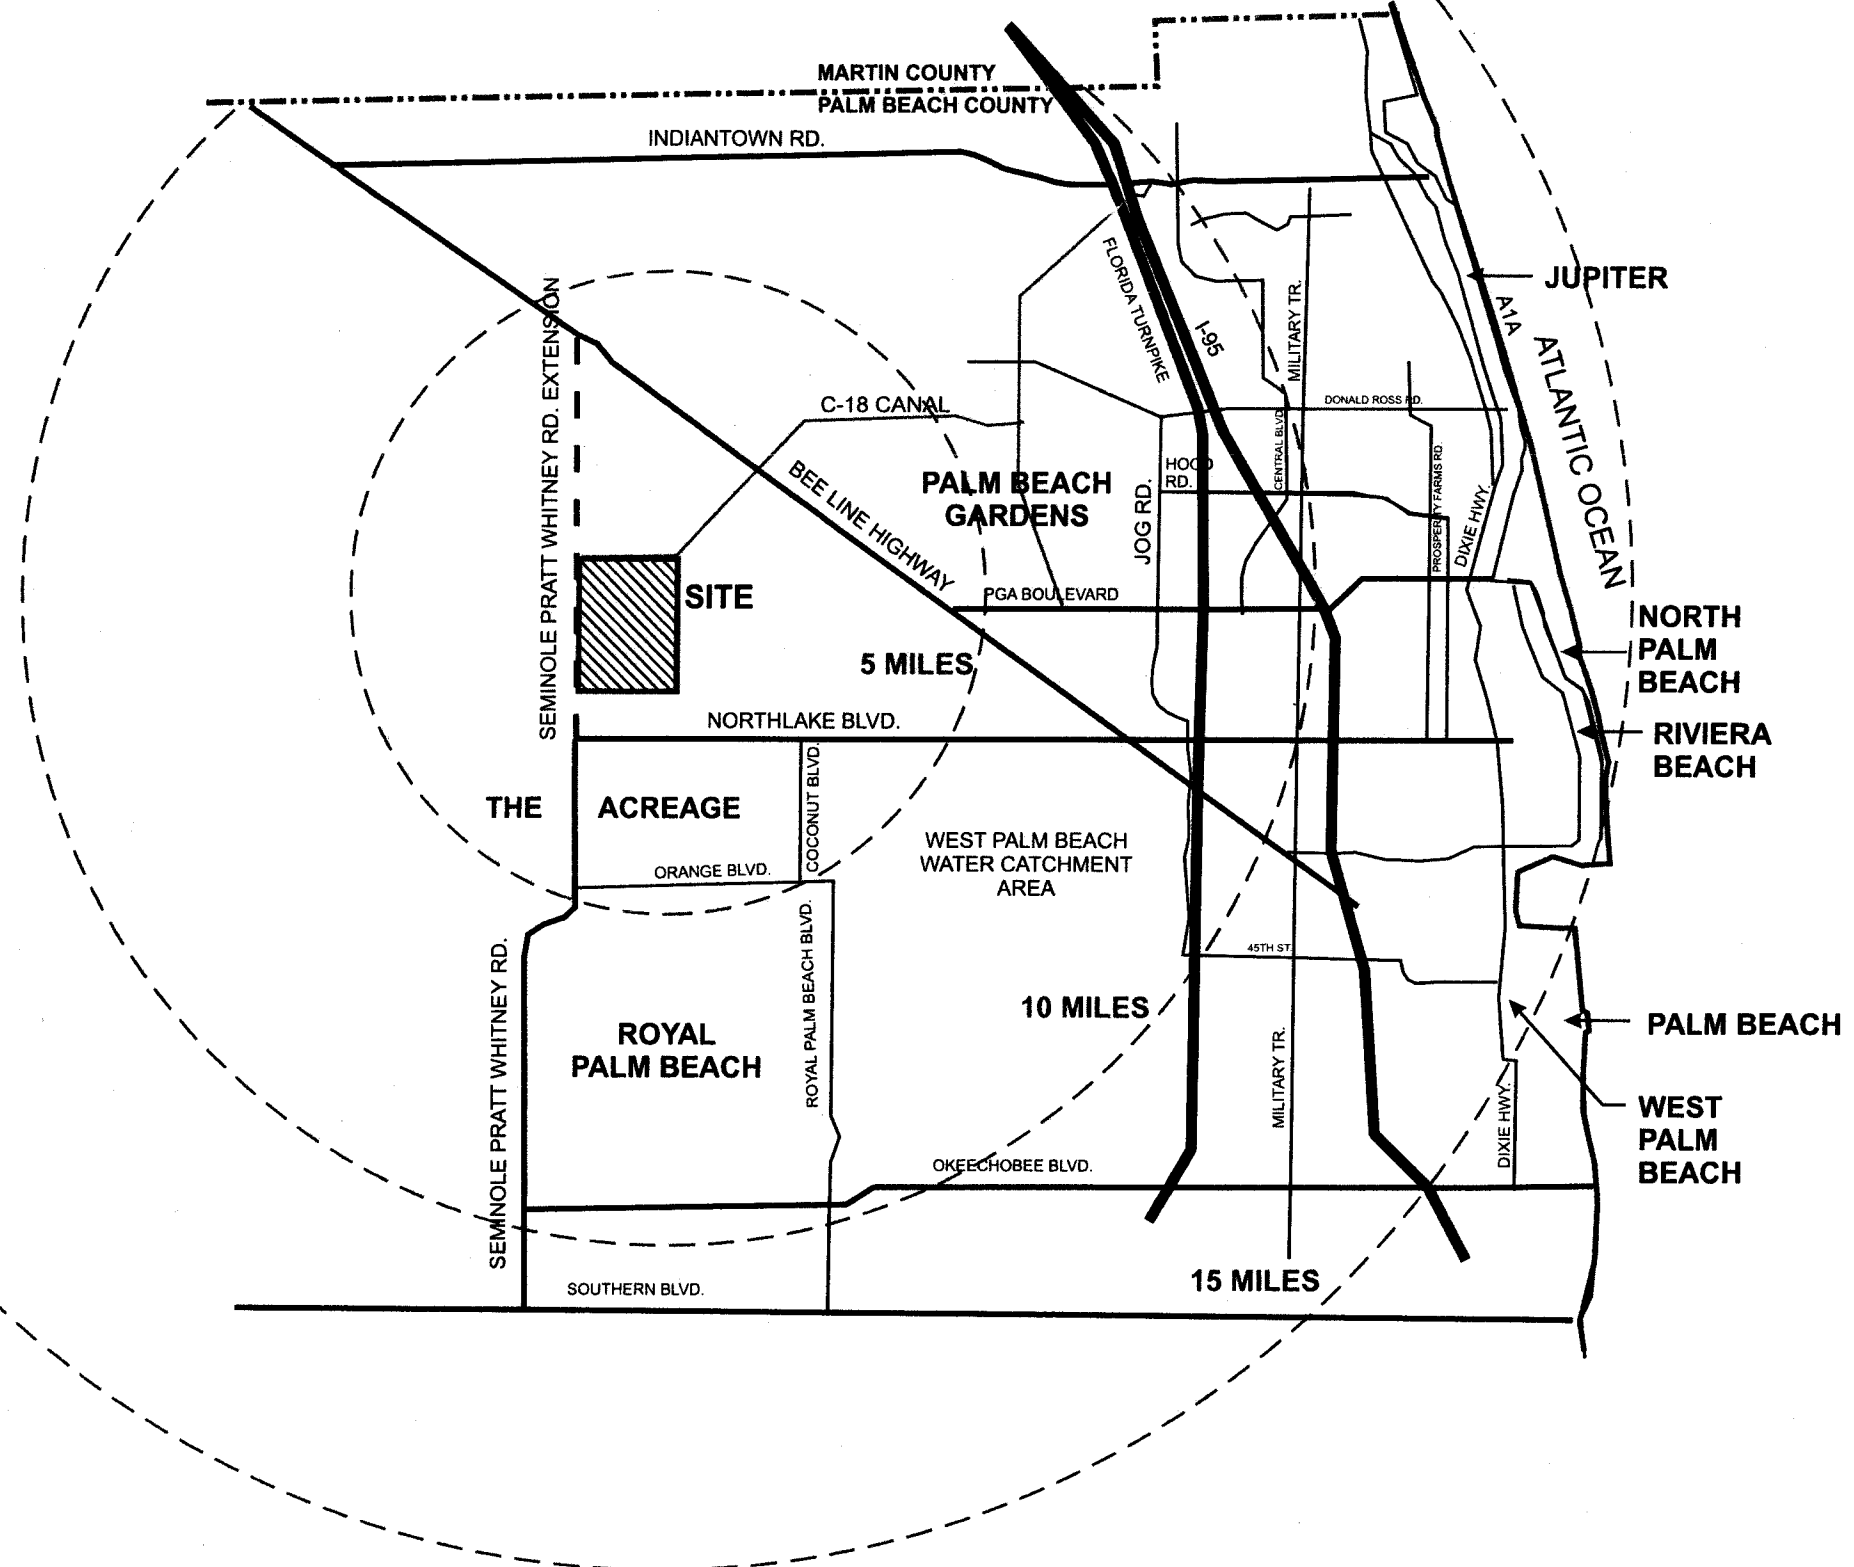 MARTIN COUNTY
PALM BEACH COUNTY
INDIANTOWN RD.
SEMINOLE PRATT WHITNEY RD. EXTENSION
FLORIDA TURNPIKE
I-95
MILITARY TR.
JUPITER
A1A
ATLANTIC OCEAN
C-18 CANAL
DONALD ROSS RD.
CENTRAL BLVD.
BEE LINE HIGHWAY
PALM BEACH
GARDENS
HOOD
RD.
JOG RD.
PROSPERITY FARMS RD.
DIXIE HWY.
SITE
PGA BOULEVARD
NORTH
PALM
BEACH
5 MILES
NORTHLAKE BLVD.
RIVIERA
BEACH
THE ACREAGE
COCONUT BLVD.
WEST PALM BEACH
WATER CATCHMENT
AREA
ORANGE BLVD.
SEMINOLE PRATT WHITNEY RD.
ROYAL PALM BEACH BLVD.
45TH ST.
10 MILES
ROYAL
PALM BEACH
MILITARY TR.
PALM BEACH
WEST
PALM
BEACH
DIXIE HWY.
OKEECHOBEE BLVD.
15 MILES
SOUTHERN BLVD.